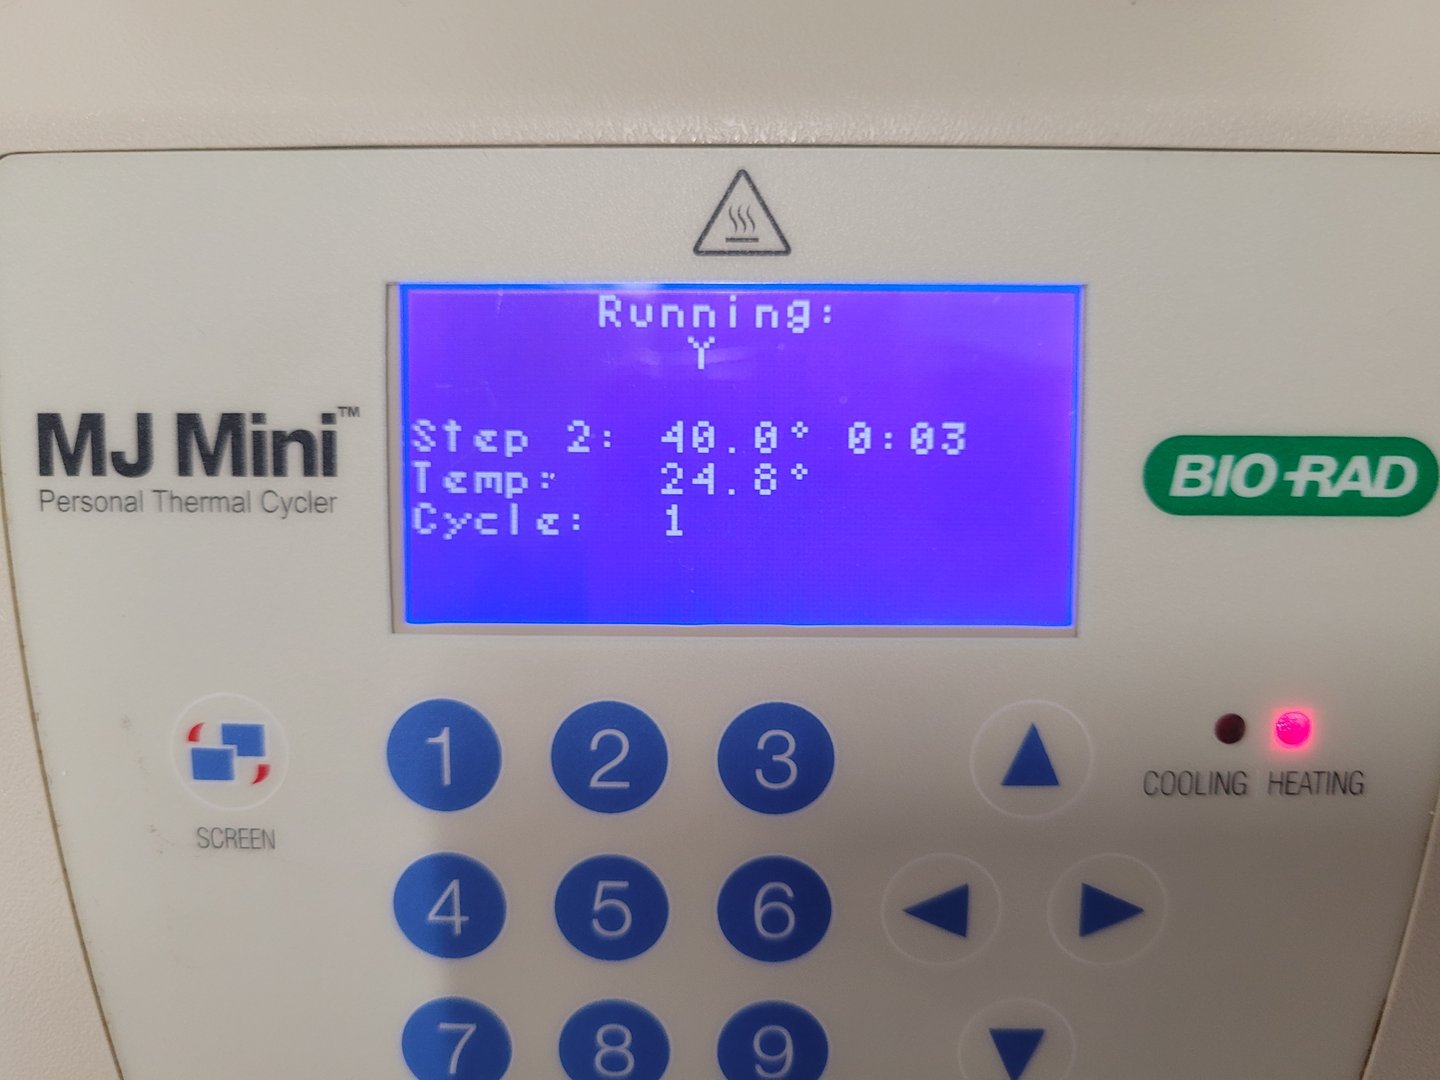 Running:
Y
Step 2: 40.0° 0:03
Temp: 24.8°
Cycle: 1
MJ Mini™
Personal Thermal Cycler
BIO-RAD
1 2 3
COOLING HEATING
SCREEN
4 5 6
7 8 9